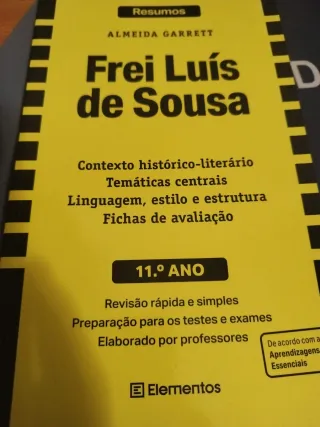 Resumos
ALMEIDA GARRETT
Frei Luís
de Sousa
Contexto histórico-literário
Temáticas centrais
Linguagem, estilo e estrutura
Fichas de avaliação
11.º ANO
Revisão rápida e simples
Preparação para os testes e exames
Elaborado por professores
De acordo com a
Aprendizagens
Essenciais
E Elementos
D